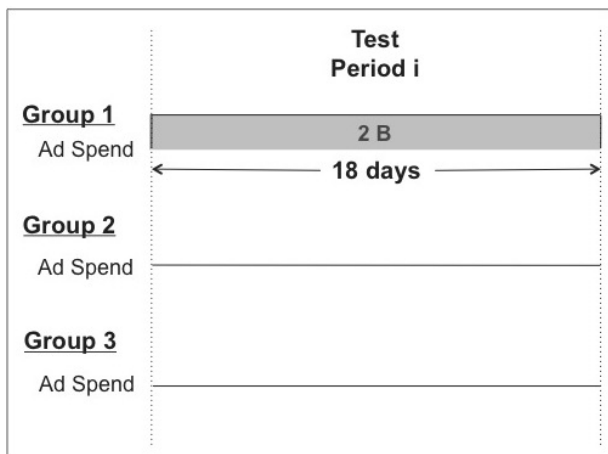 Test
Period i
Group 1
Ad Spend
2 B
18 days
Group 2
Ad Spend
Group 3
Ad Spend